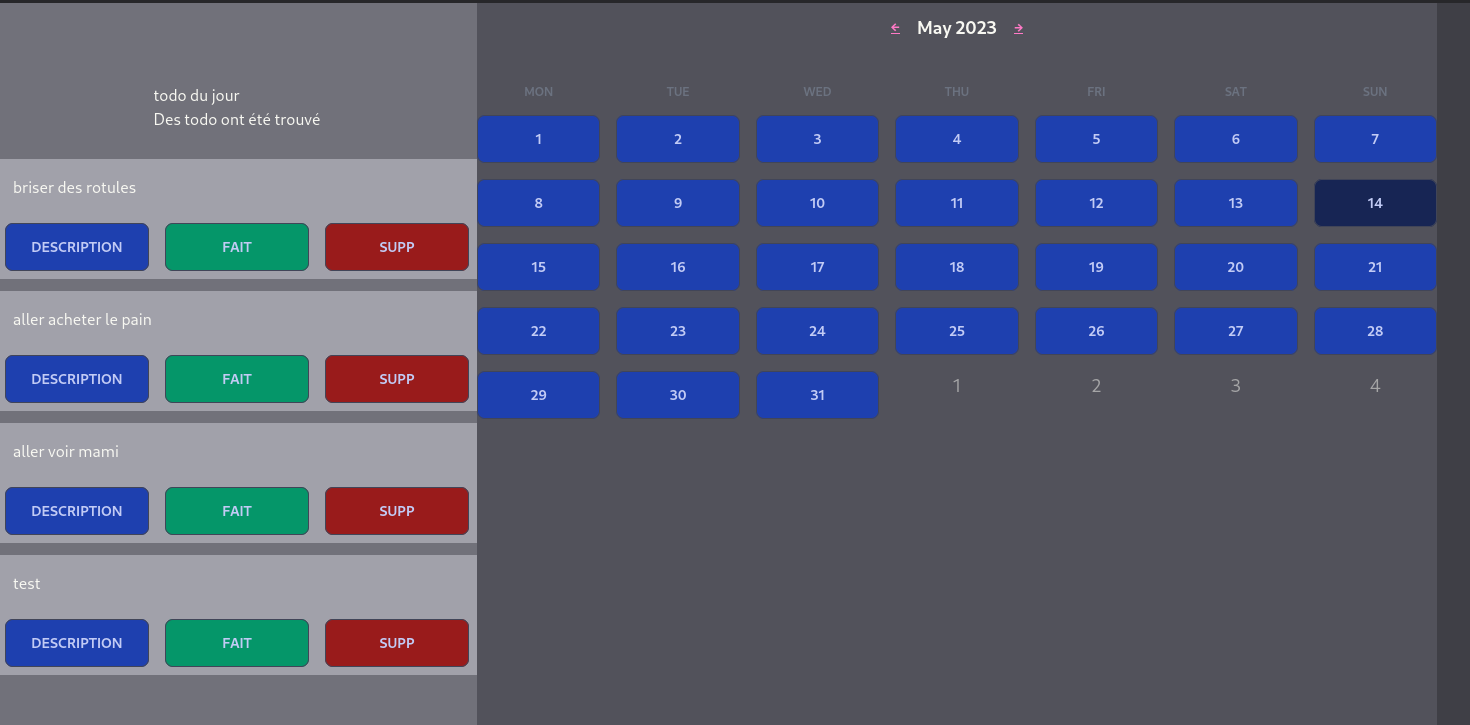 todo du jour
Des todo ont été trouvé
briser des rotules
DESCRIPTION FAIT SUPP
aller acheter le pain
DESCRIPTION FAIT SUPP
aller voir mami
DESCRIPTION FAIT SUPP
test
DESCRIPTION FAIT SUPP
← May 2023 →
MON TUE WED THU FRI SAT SUN
1 2 3 4 5 6 7
8 9 10 11 12 13 14
15 16 17 18 19 20 21
22 23 24 25 26 27 28
29 30 31 1 2 3 4